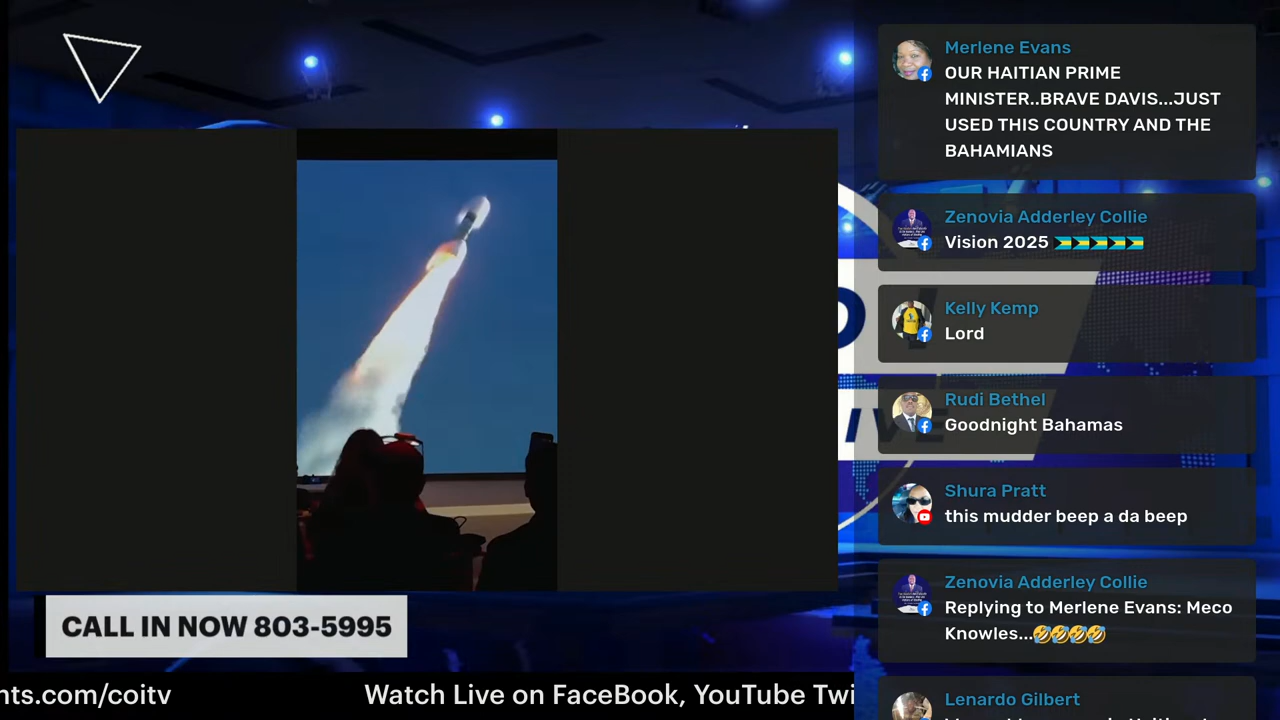 Merlene Evans
OUR HAITIAN PRIME
MINISTER..BRAVE DAVIS...JUST
USED THIS COUNTRY AND THE
BAHAMIANS
Zenovia Adderley Collie
Vision 2025 🇧🇸🇧🇸🇧🇸🇧🇸🇧🇸
Kelly Kemp
Lord
Rudi Bethel
Goodnight Bahamas
Shura Pratt
this mudder beep a da beep
Zenovia Adderley Collie
Replying to Merlene Evans: Meco
Knowles...🤣🤣🤣🤣
Lenardo Gilbert
CALL IN NOW 803-5995
nts.com/coitv
Watch Live on FaceBook, YouTube Twi